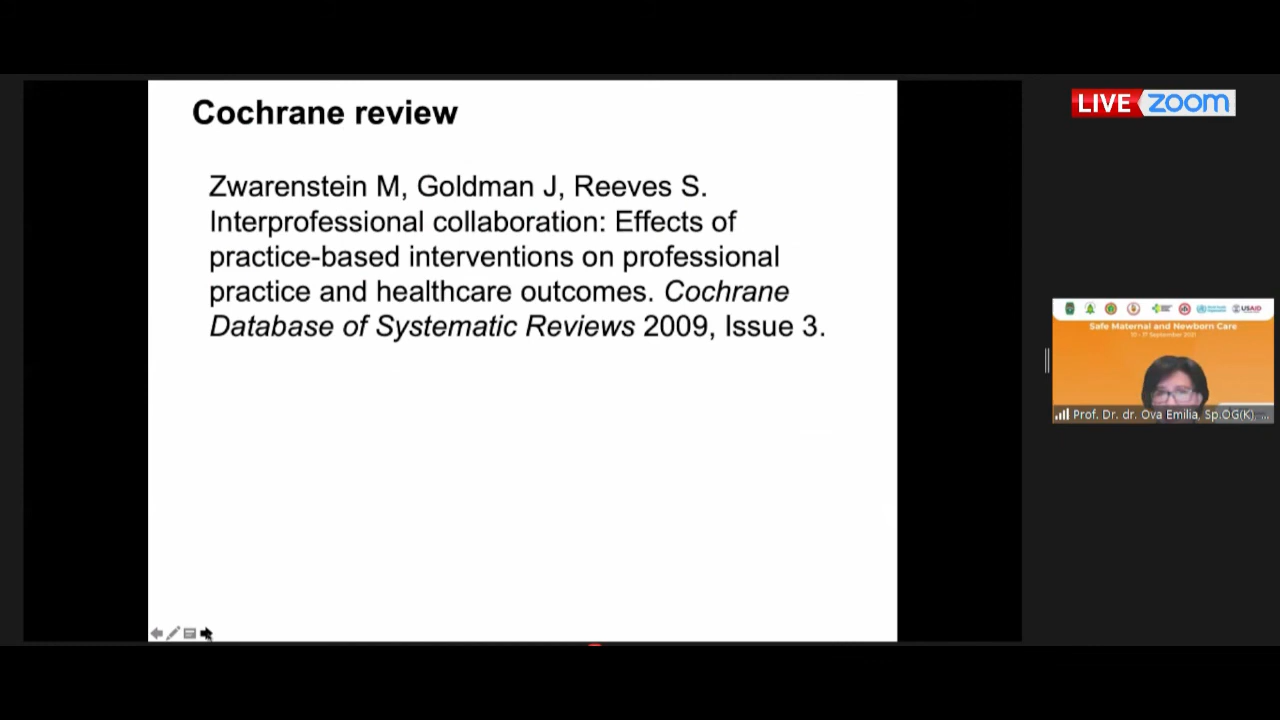 Cochrane review
Zwarenstein M, Goldman J, Reeves S.
Interprofessional collaboration: Effects of
practice-based interventions on professional
practice and healthcare outcomes. Cochrane
Database of Systematic Reviews 2009, Issue 3.
LIVE zoom
USAID
Safe Maternal and Newborn Care
10 - 17 September 2021
Prof. Dr. dr. Ova Emilia, Sp.OG(K), ...